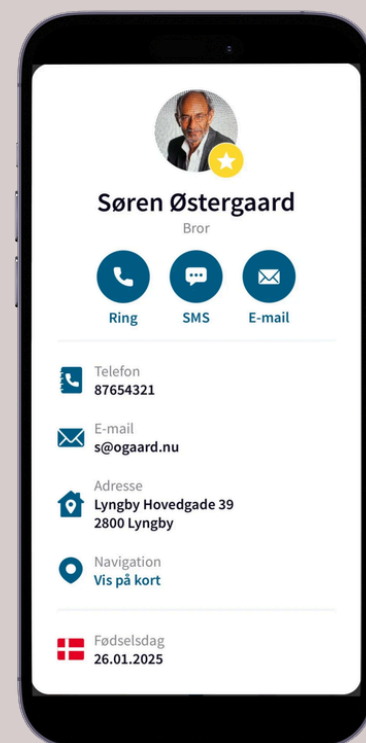 Søren Østergaard
Bror
Ring SMS E-mail
Telefon
87654321
E-mail
s@ogaard.nu
Adresse
Lyngby Hovedgade 39
2800 Lyngby
Navigation
Vis på kort
Fødselsdag
26.01.2025